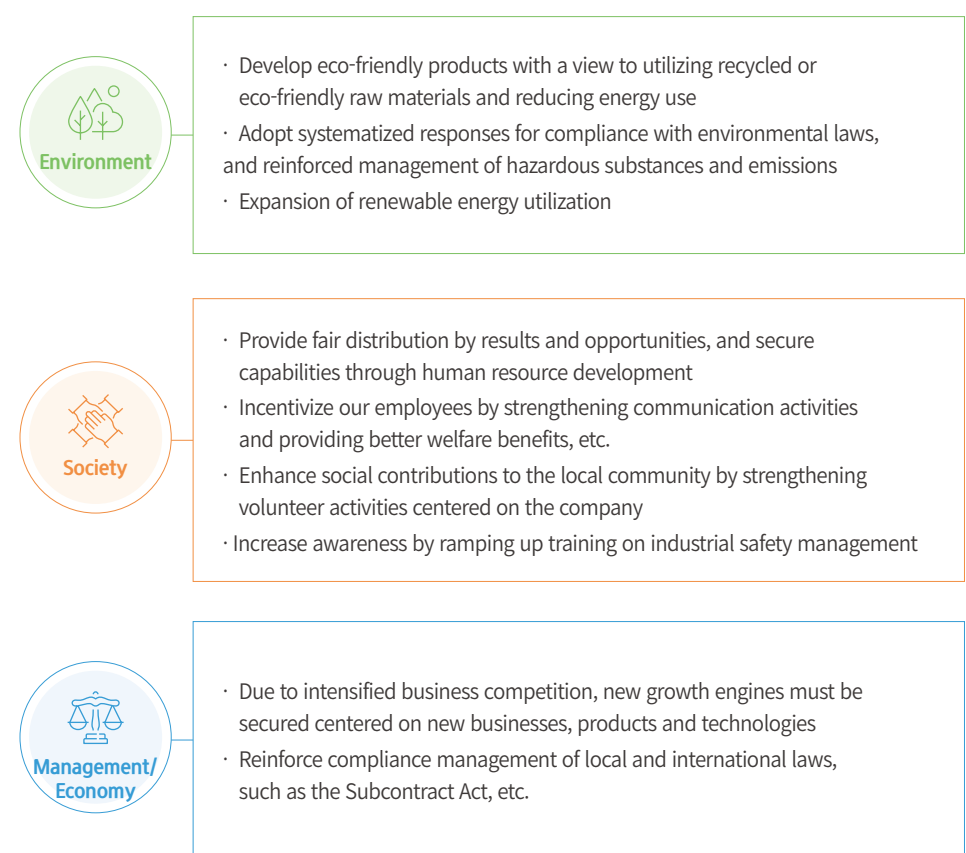 Environment
· Develop eco-friendly products with a view to utilizing recycled or
eco-friendly raw materials and reducing energy use
· Adopt systematized responses for compliance with environmental laws,
and reinforced management of hazardous substances and emissions
· Expansion of renewable energy utilization
Society
· Provide fair distribution by results and opportunities, and secure
capabilities through human resource development
· Incentivize our employees by strengthening communication activities
and providing better welfare benefits, etc.
· Enhance social contributions to the local community by strengthening
volunteer activities centered on the company
· Increase awareness by ramping up training on industrial safety management
Management/
Economy
· Due to intensified business competition, new growth engines must be
secured centered on new businesses, products and technologies
· Reinforce compliance management of local and international laws,
such as the Subcontract Act, etc.